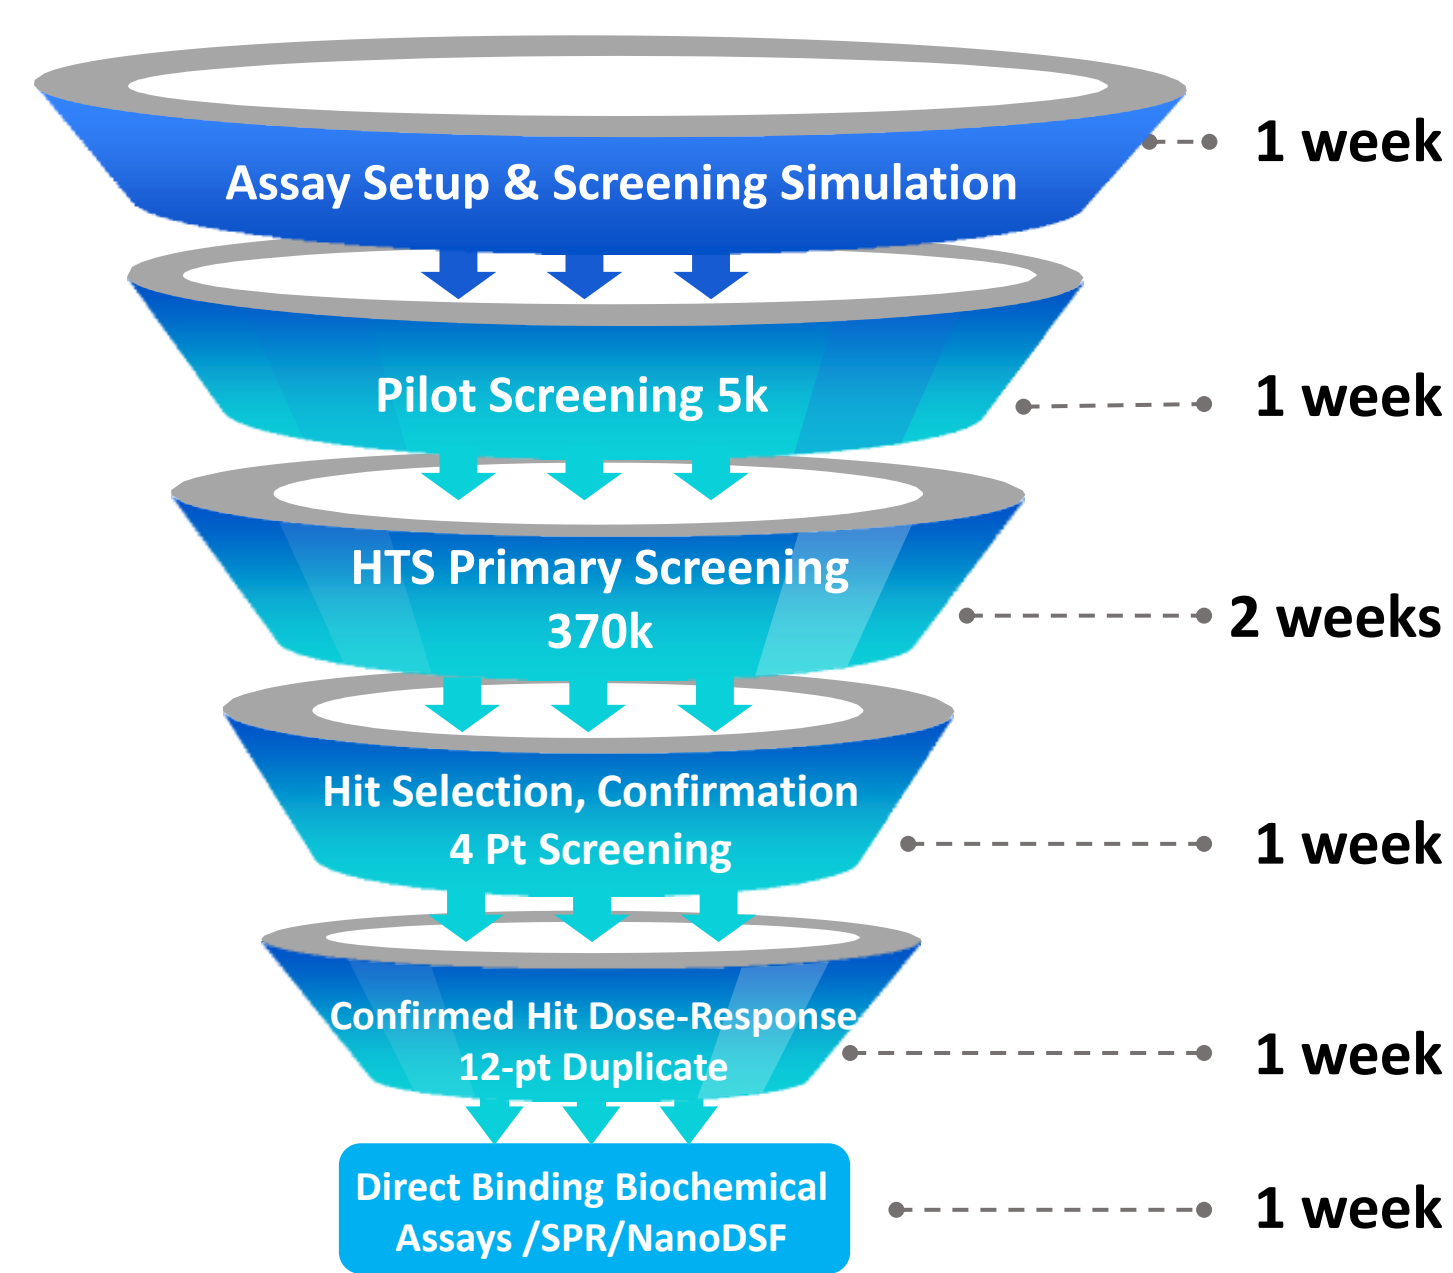 Assay Setup & Screening Simulation
1 week
Pilot Screening 5k
1 week
HTS Primary Screening
370k
2 weeks
Hit Selection, Confirmation
4 Pt Screening
1 week
Confirmed Hit Dose-Response-
12-pt Duplicate
1 week
Direct Binding Biochemical
Assays /SPR/NanoDSF
1 week